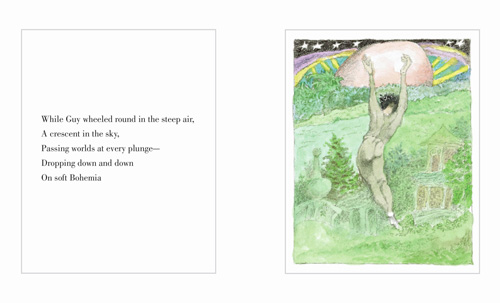 While Guy wheeled round in the steep air,
A crescent in the sky,
Passing worlds at every plunge—
Dropping down and down
On soft Bohemia